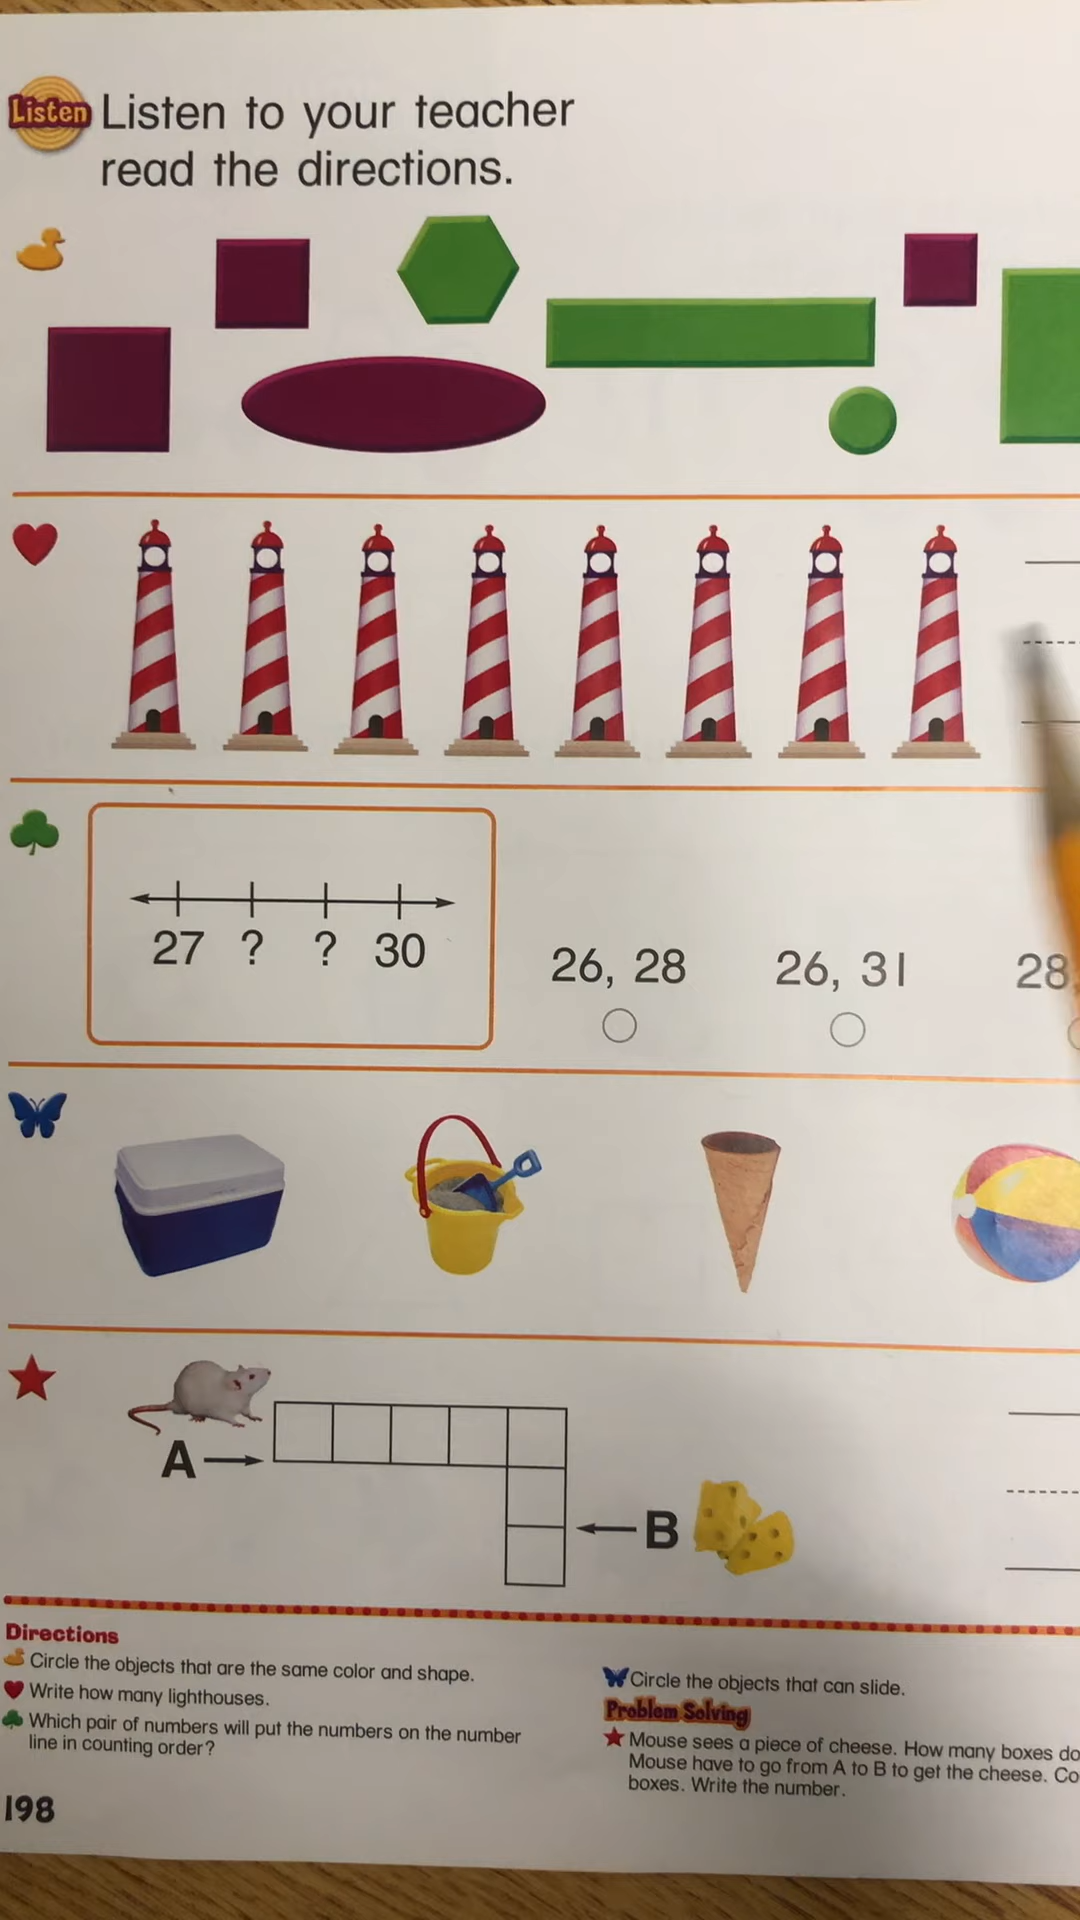 Listen
Listen to your teacher
read the directions.
27 ? ? 30
26, 28
26, 31
28
A
B
Directions
Circle the objects that are the same color and shape.
Write how many lighthouses.
Which pair of numbers will put the numbers on the number
line in counting order?
Circle the objects that can slide.
Problem Solving
Mouse sees a piece of cheese. How many boxes do
Mouse have to go from A to B to get the cheese. Co
boxes. Write the number.
198